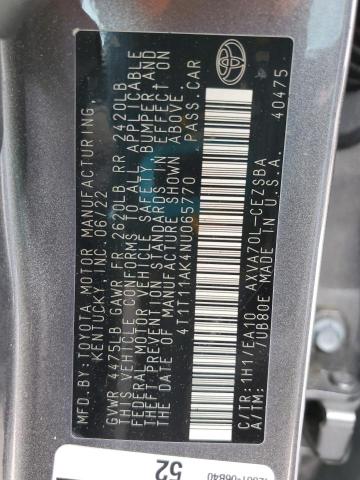 MFD.BY:TOYOTA MOTOR MANUFACTURING,
KENTUCKY, INC. 06/22
GVWR 4475LB GAWR FR 2620LB RR 2420LB
THIS VEHICLE CONFORMS TO ALL APPLICABLE
FEDERAL MOTOR VEHICLE SAFETY BUMPER,AND
THEFT PREVENTION STANDARDS IN EFFECT ON
THE DATE OF MANUFACTURE SHOWN ABOVE.
4T1T11AK4NU065770 PASS.CAR
C/TR:1H1/EA10 AXVA70L-CEZSBA
A/TM: /UB80E MADE IN U.S.A.
40475
52